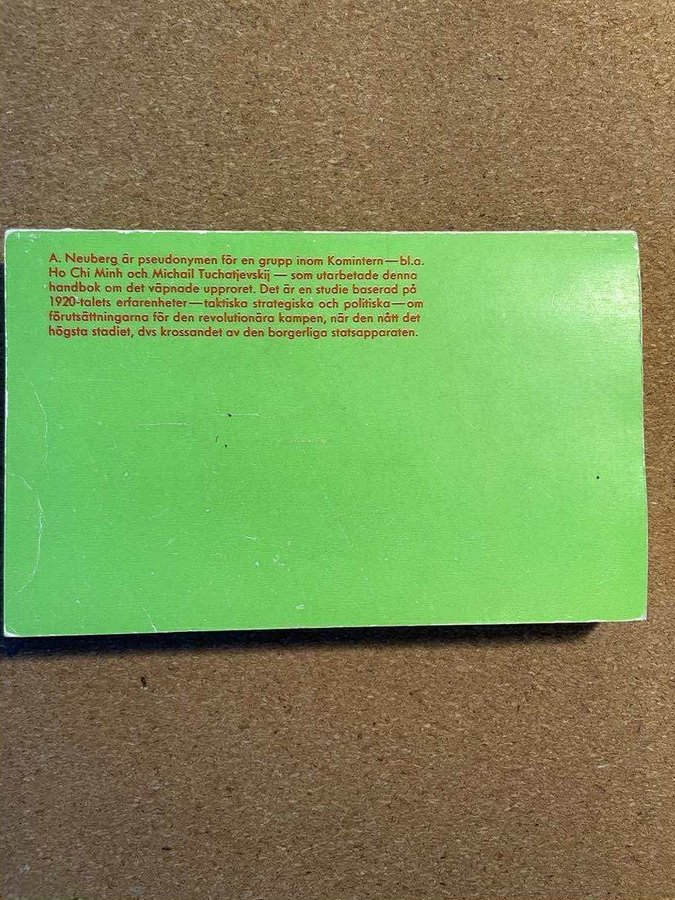 A. Neuberg är pseudonymen för en grupp inom Komintern — bl.a.
Ho Chi Minh och Michail Tuchatjevskij — som utarbetade denna
handbok om det väpnade upproret. Det är en studie baserad på
1920-talets erfarenheter — taktiska strategiska och politiska — om
förutsättningarna för den revolutionära kampen, när den nått det
högsta stadiet, dvs krossandet av den borgerliga statsapparaten.